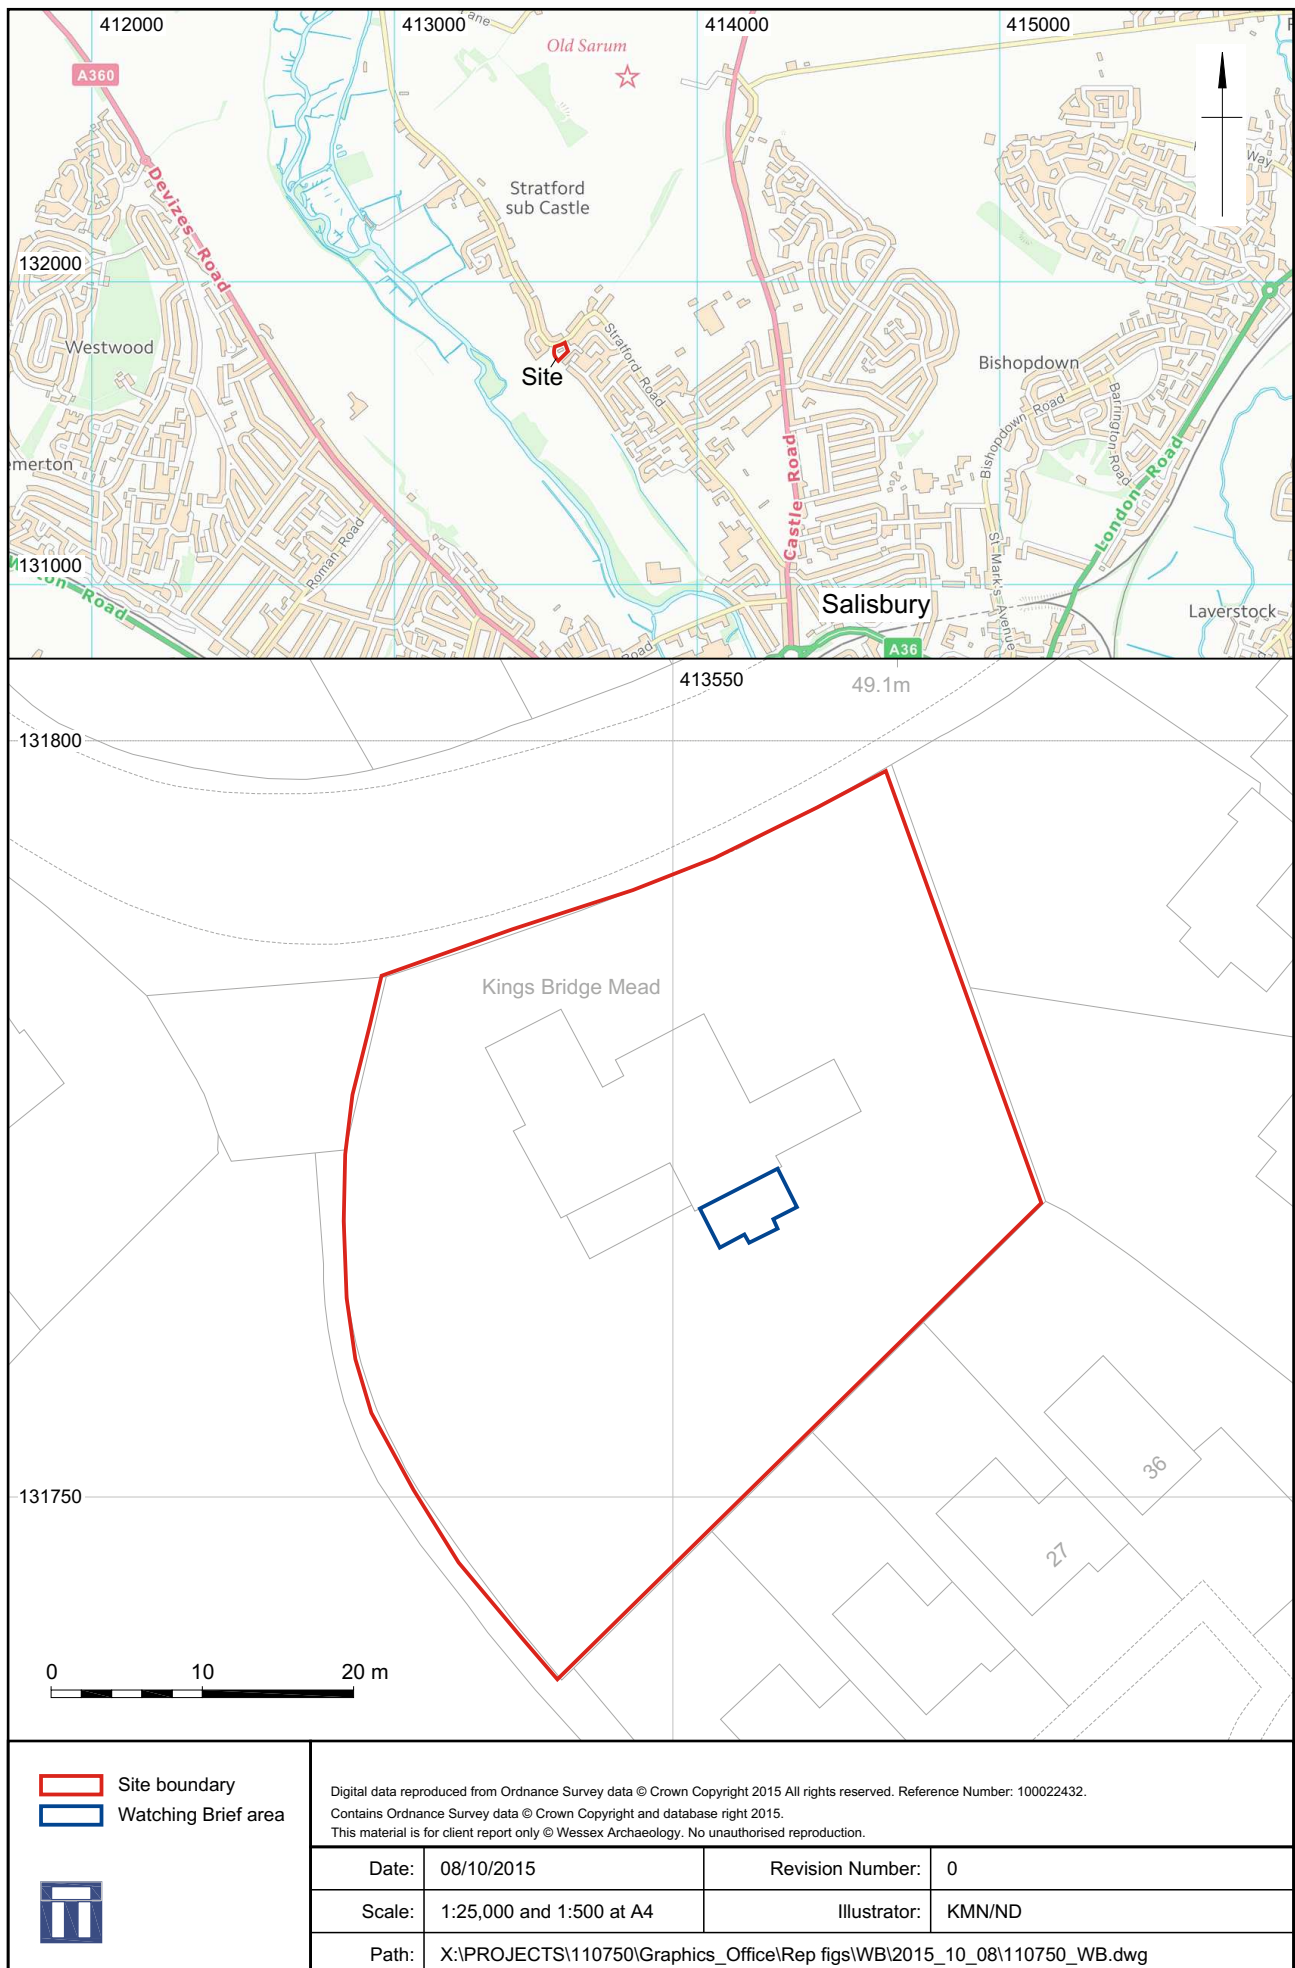 412000
413000
414000
415000
Old Sarum
A360
Way
Devizes Road
Stratford
sub Castle
132000
Westwood
Site
Stratford Road
Bishopdown
Bishopdown Road
Barrington Road
London Road
emerton
Castle Road
Roman Road
St Mark's Avenue
131000
Road
Salisbury
Laverstock
Road
A36
413550
49.1m
131800
Kings Bridge Mead
131750
36
27
0 10 20 m
Site boundary
Watching Brief area
Digital data reproduced from Ordnance Survey data © Crown Copyright 2015 All rights reserved. Reference Number: 100022432.
Contains Ordnance Survey data © Crown Copyright and database right 2015.
This material is for client report only © Wessex Archaeology. No unauthorised reproduction.
Date: 08/10/2015 Revision Number: 0
Scale: 1:25,000 and 1:500 at A4 Illustrator: KMN/ND
Path: X:\PROJECTS\110750\Graphics_Office\Rep figs\WB\2015_10_08\110750_WB.dwg